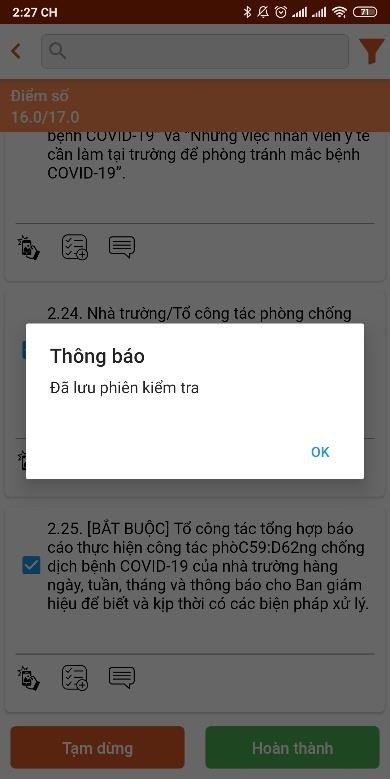 2:27 CH
71
Điểm số
16.0/17.0
bệnh COVID-19" và "Những việc nhân viên y tế
cần làm tại trường để phòng tránh mắc bệnh
COVID-19".
2.24. Nhà trường/Tổ công tác phòng chống
Thông báo
Đã lưu phiên kiểm tra
OK
2.25. [BẮT BUỘC] Tổ công tác tổng hợp báo
cáo thực hiện công tác phòC59:D62ng chống
dịch bệnh COVID-19 của nhà trường hàng
ngày, tuần, tháng và thông báo cho Ban giám
hiệu để biết và kịp thời có các biện pháp xử lý.
Tạm dừng
Hoàn thành